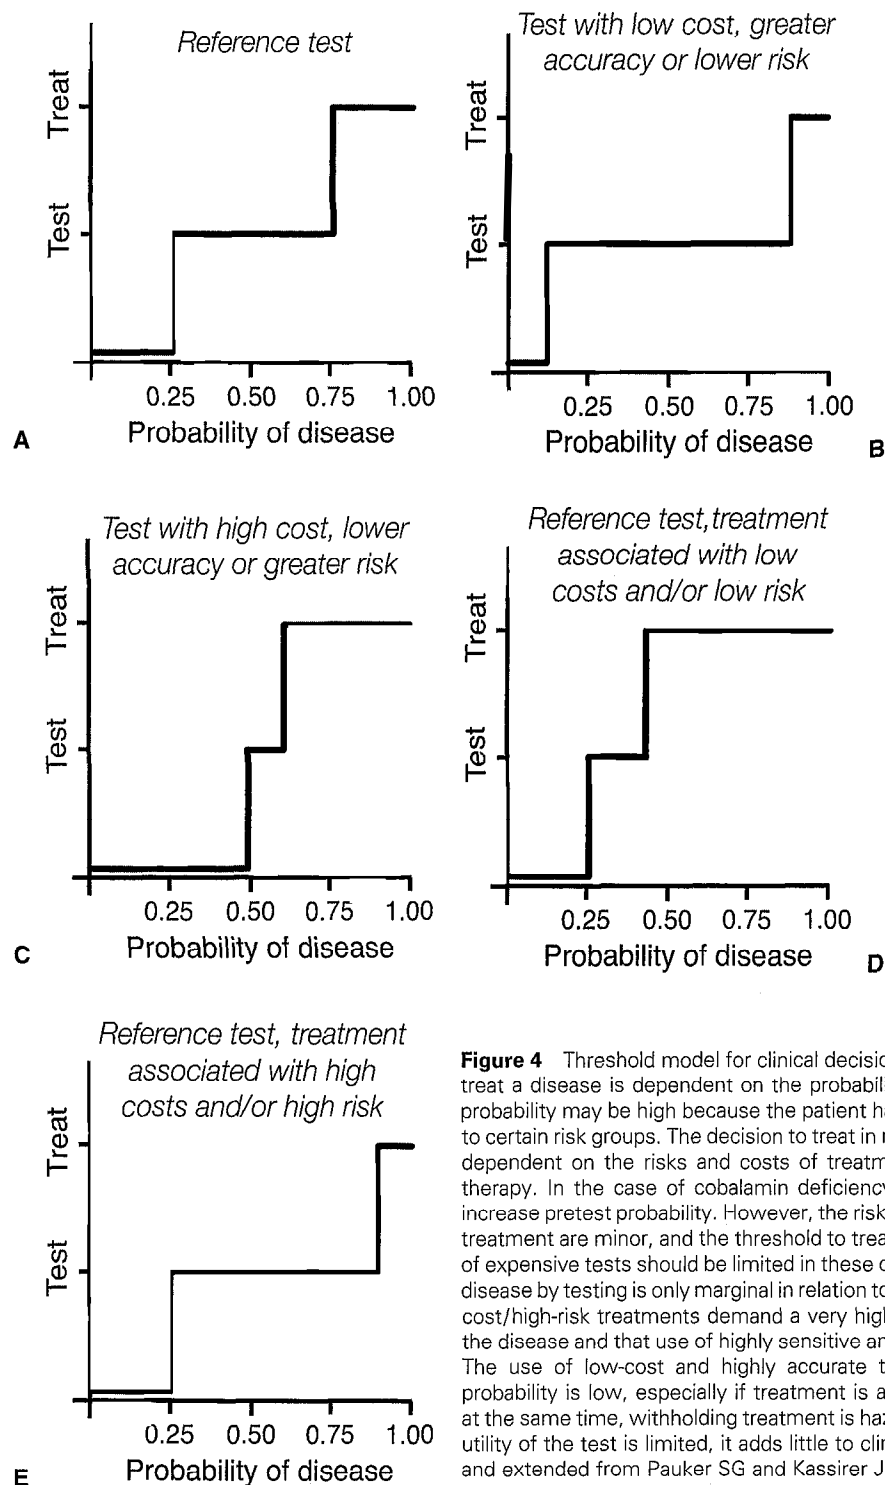 Reference test
Treat
Test
0.25 0.50 0.75 1.00
Probability of disease
A
Test with low cost, greater
accuracy or lower risk
Treat
Test
0.25 0.50 0.75 1.00
Probability of disease
B
Test with high cost, lower
accuracy or greater risk
Treat
Test
0.25 0.50 0.75 1.00
Probability of disease
C
Reference test, treatment
associated with low
costs and/or low risk
Treat
Test
0.25 0.50 0.75 1.00
Probability of disease
D
Reference test, treatment
associated with high
costs and/or high risk
Treat
Test
0.25 0.50 0.75 1.00
Probability of disease
E
Figure 4 Threshold model for clinical decisio
treat a disease is dependent on the probabili
probability may be high because the patient ha
to certain risk groups. The decision to treat in r
dependent on the risks and costs of treatm
therapy. In the case of cobalamin deficiency
increase pretest probability. However, the risk
treatment are minor, and the threshold to trea
of expensive tests should be limited in these c
disease by testing is only marginal in relation to
cost/high-risk treatments demand a very high
the disease and that use of highly sensitive an
The use of low-cost and highly accurate t
probability is low, especially if treatment is a
at the same time, withholding treatment is haz
utility of the test is limited, it adds little to clin
and extended from Pauker SG and Kassirer J